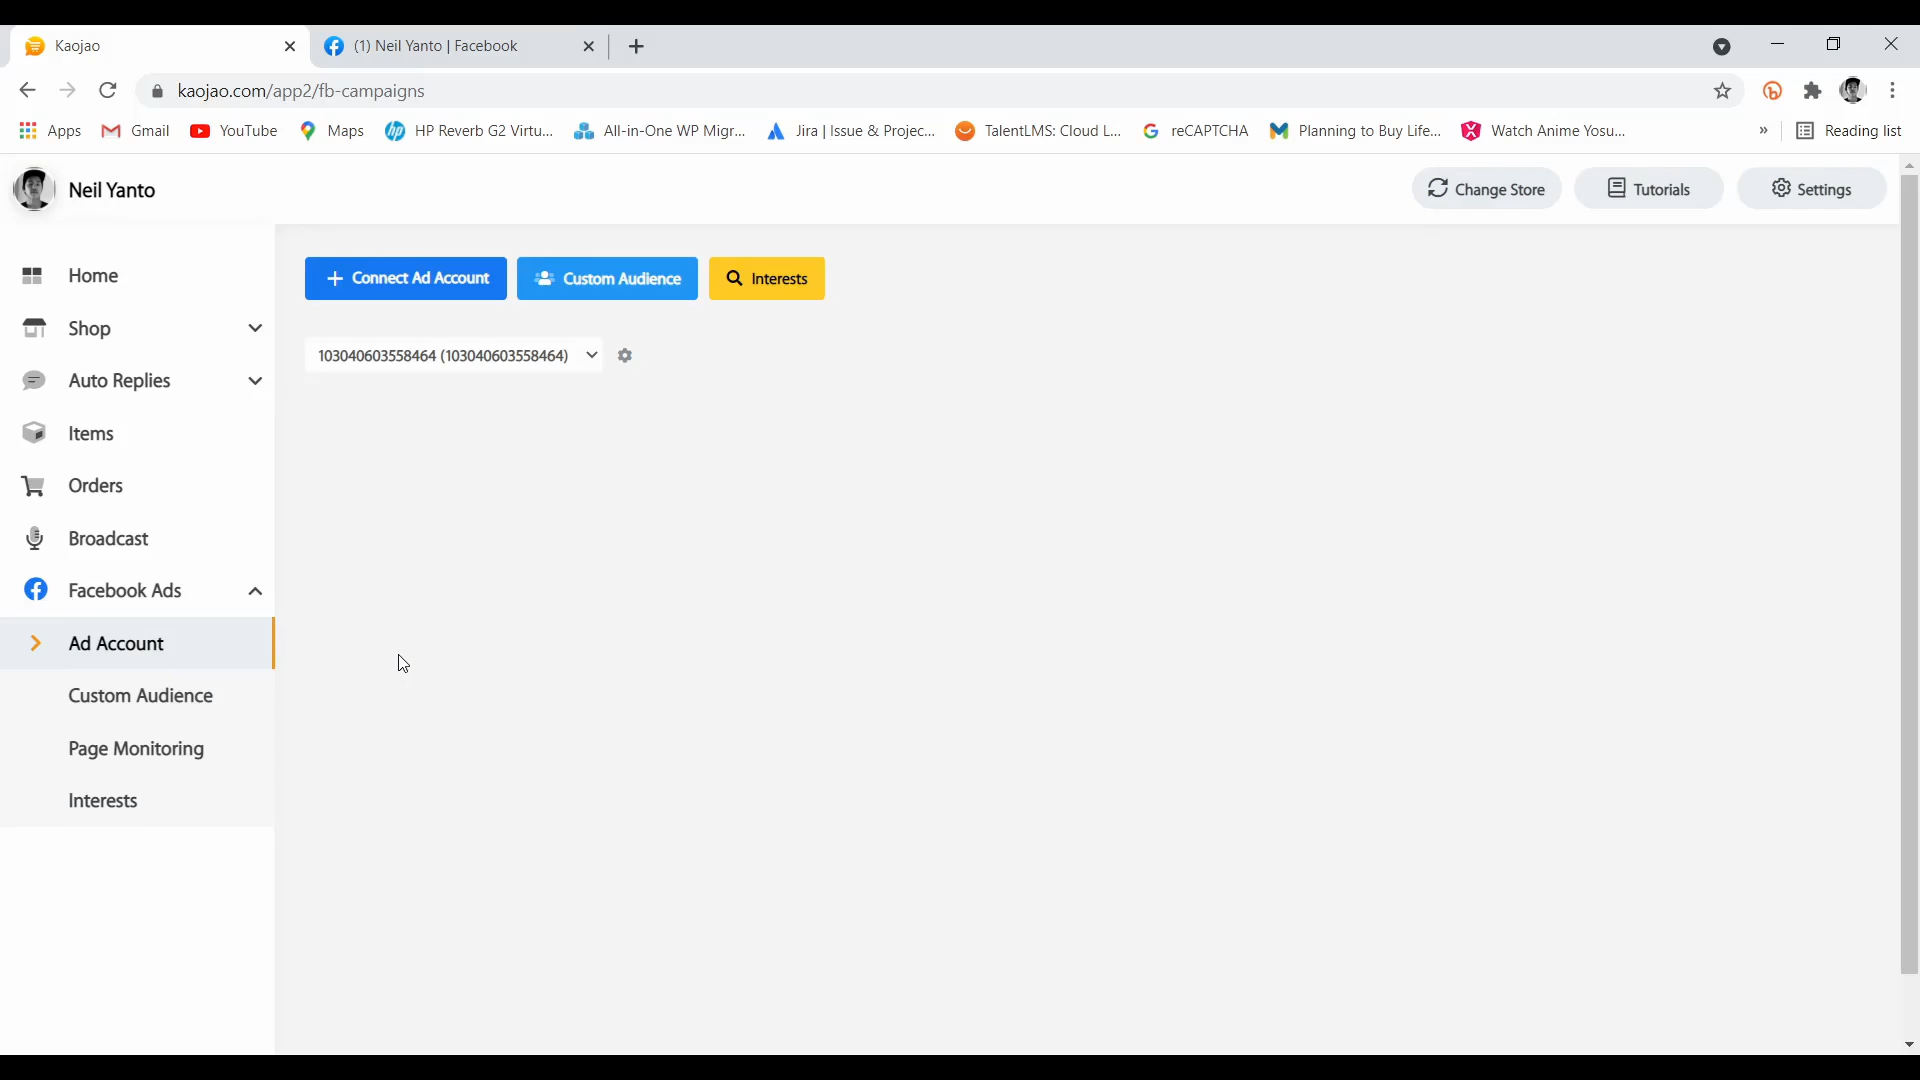 Kaojao
(1) Neil Yanto | Facebook
kaojao.com/app2/fb-campaigns
Apps
Gmail
YouTube
Maps
HP Reverb G2 Virtu...
All-in-One WP Migr...
Jira | Issue & Projec...
TalentLMS: Cloud L...
reCAPTCHA
Planning to Buy Life...
Watch Anime Yosu...
»
Reading list
Neil Yanto
Change Store
Tutorials
Settings
Home
Shop
Auto Replies
Items
Orders
Broadcast
Facebook Ads
Ad Account
Custom Audience
Page Monitoring
Interests
+ Connect Ad Account
Custom Audience
Interests
103040603558464 (103040603558464)